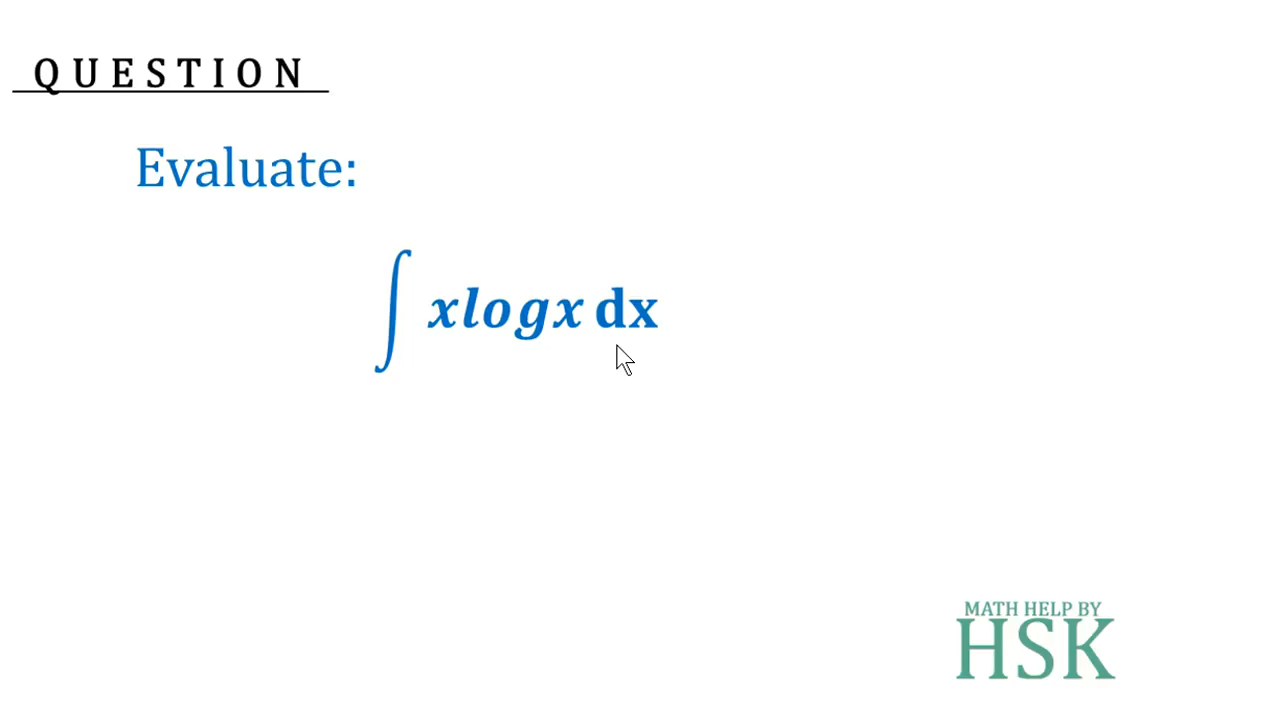 QUESTION
Evaluate:
∫ xlogx dx
MATH HELP BY
HSK